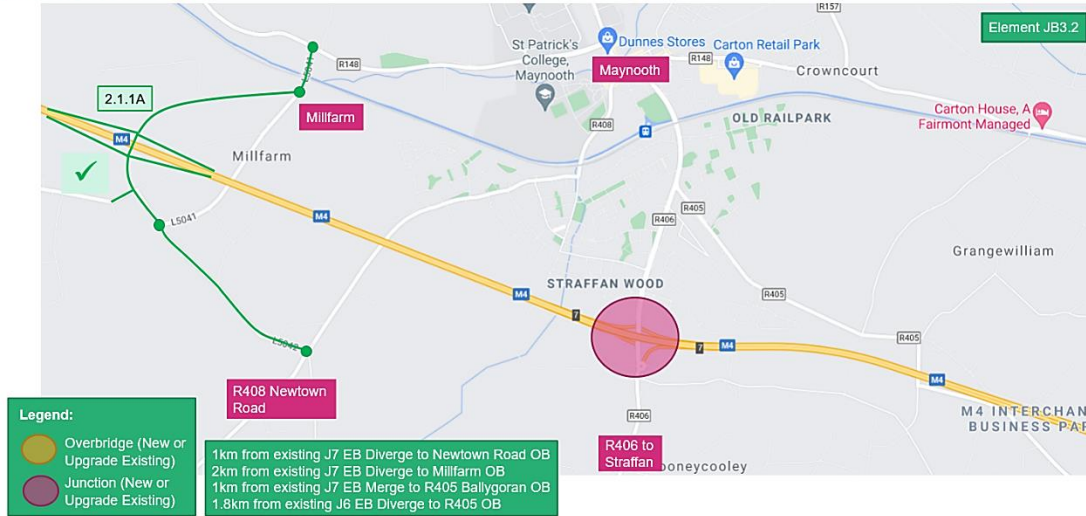 R157
Element JB3.2
St Patrick's
College,
Maynooth
Dunnes Stores
Carton Retail Park
R148
Maynooth
R148
Crowncourt
L5041
2.1.1A
Millfarm
R408
OLD RAILPARK
Carton House, A
Fairmont-Managed
M4
Millfarm
✓
L5041
M4
R405
R406
Grangewilliam
STRAFFAN WOOD
M4
R405
7
R405
L5042
7
M4
M4
R408 Newtown
Road
R406
M4 INTERCHAN
BUSINESS PAR
R406 to
Straffan
ooneycooley
Legend:
Overbridge (New or
Upgrade Existing)
Junction (New or
Upgrade Existing)
1km from existing J7 EB Diverge to Newtown Road OB
2km from existing J7 EB Diverge to Millfarm OB
1km from existing J7 EB Merge to R405 Ballygoran OB
1.8km from existing J6 EB Diverge to R405 OB